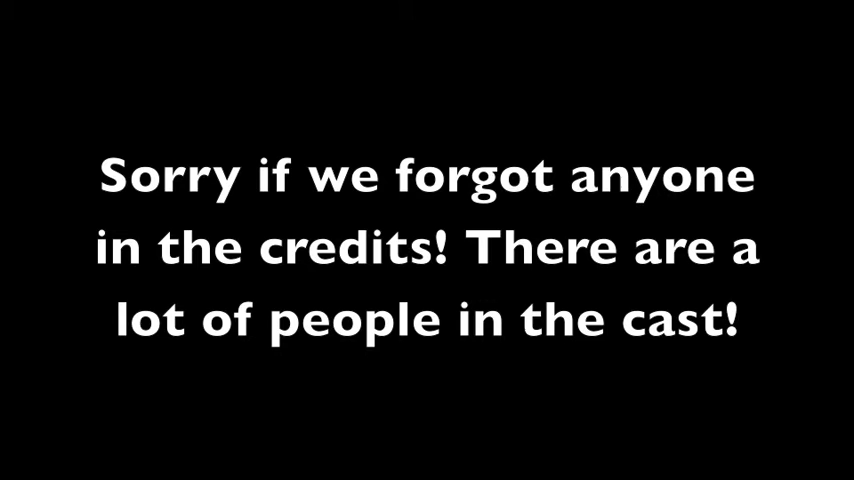 Sorry if we forgot anyone
in the credits! There are a
lot of people in the cast!